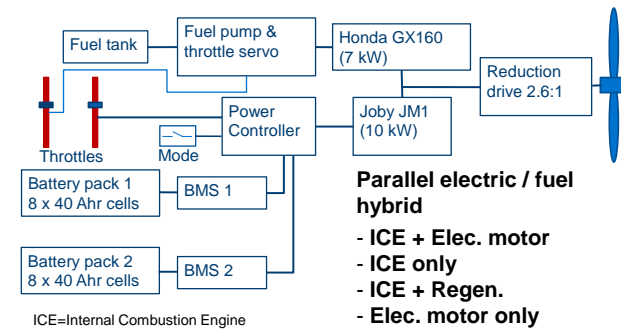 Fuel tank
Fuel pump &
throttle servo
Honda GX160
(7 kW)
Reduction
drive 2.6:1
Throttles
Mode
Power
Controller
Joby JM1
(10 kW)
Battery pack 1
8 x 40 Ahr cells
BMS 1
Battery pack 2
8 x 40 Ahr cells
BMS 2
Parallel electric / fuel
hybrid
- ICE + Elec. motor
- ICE only
- ICE + Regen.
- Elec. motor only
ICE=Internal Combustion Engine